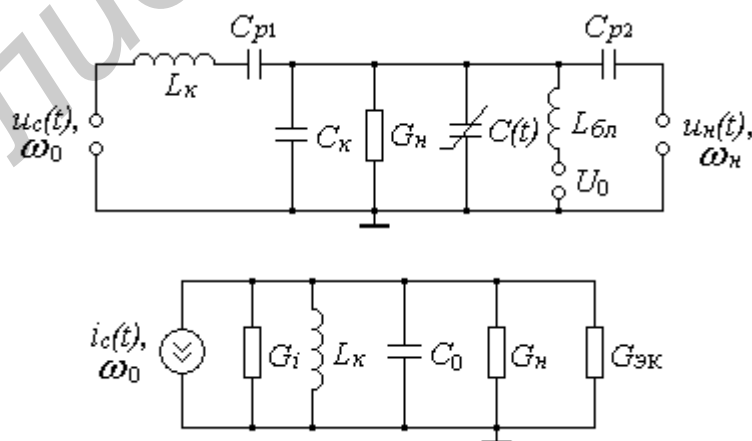 Cр1
Cр2
Lк
uс(t),
ω0
Cк
Gн
C(t)
Lбл
U0
uн(t),
ωн
iс(t),
ω0
Gi
Lк
C0
Gн
GЭК